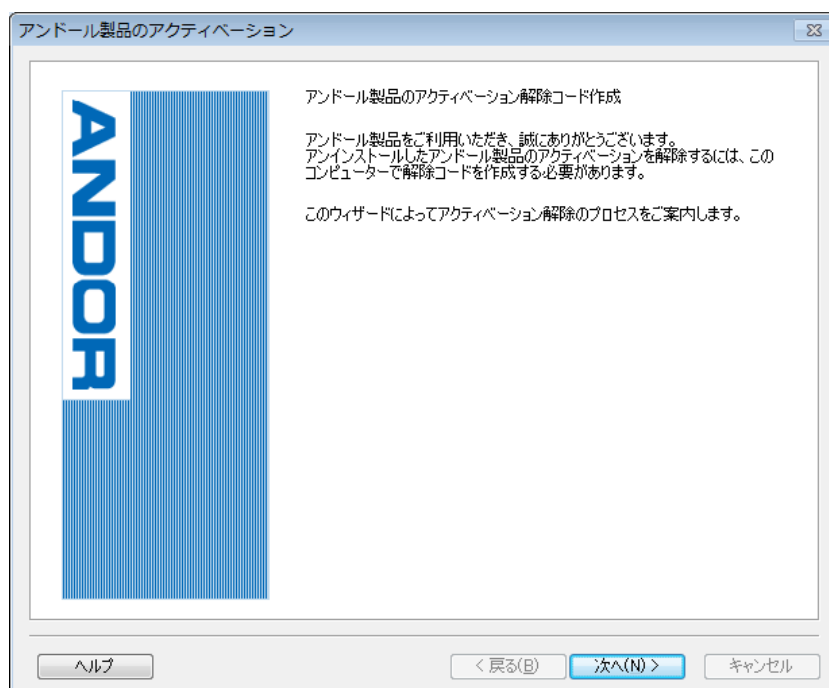 アンドール製品のアクティベーション
ANDOR
アンドール製品のアクティベーション解除コード作成
アンドール製品をご利用いただき、誠にありがとうございます。
アンインストールしたアンドール製品のアクティベーションを解除するには、この
コンピューターで解除コードを作成する必要があります。
このウィザードによってアクティベーション解除のプロセスをご案内します。
ヘルプ
< 戻る(B)
次へ(N) >
キャンセル